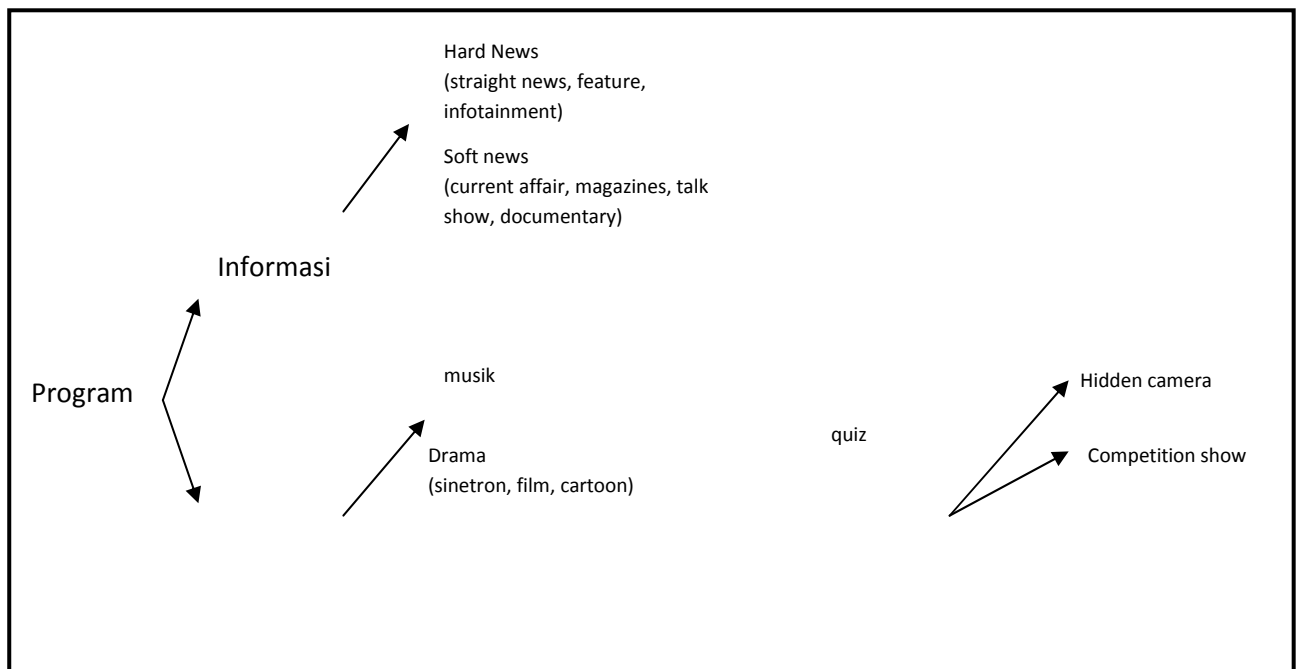 Hard News
(straight news, feature,
infotainment)
Soft news
(current affair, magazines, talk
show, documentary)
Informasi
Program
musik
Drama
(sinetron, film, cartoon)
quiz
Hidden camera
Competition show